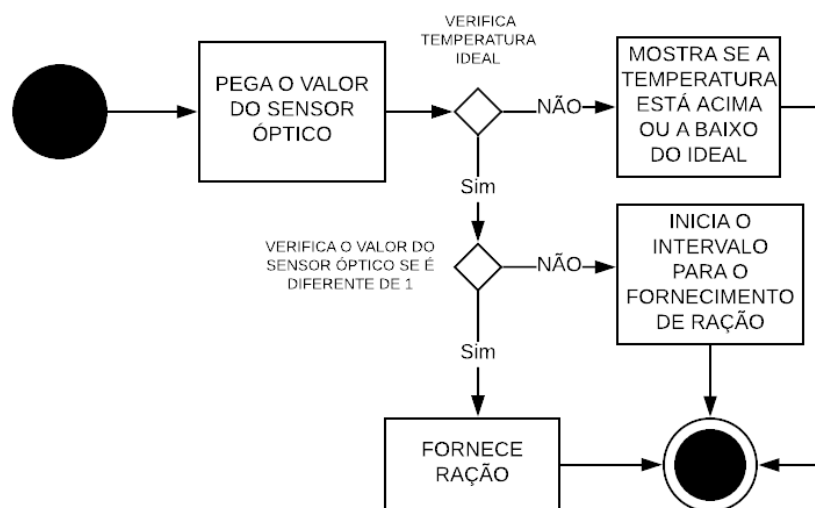 PEGA O VALOR
DO SENSOR
ÓPTICO
VERIFICA
TEMPERATURA
IDEAL
NÃO
MOSTRA SE A
TEMPERATURA
ESTÁ ACIMA
OU A BAIXO
DO IDEAL
Sim
VERIFICA O VALOR DO
SENSOR ÓPTICO SE É
DIFERENTE DE 1
NÃO
INICIA O
INTERVALO
PARA O
FORNECIMENTO
DE RAÇÃO
Sim
FORNECE
RAÇÃO